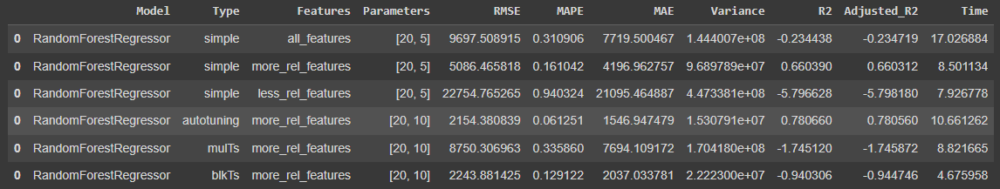 Model Type Features Parameters RMSE MAPE MAE Variance R2 Adjusted_R2 Time
0 RandomForestRegressor simple all_features [20, 5] 9697.508915 0.310906 7719.500467 1.444007e+08 -0.234438 -0.234719 17.026884
0 RandomForestRegressor simple more_rel_features [20, 5] 5086.465818 0.161042 4196.962757 9.689789e+07 0.660390 0.660312 8.501134
0 RandomForestRegressor simple less_rel_features [20, 5] 22754.765265 0.940324 21095.464887 4.473381e+08 -5.796628 -5.798180 7.926778
0 RandomForestRegressor autotuning more_rel_features [20, 10] 2154.380839 0.061251 1546.947479 1.530791e+07 0.780660 0.780560 10.661262
0 RandomForestRegressor mulTs more_rel_features [20, 10] 8750.306963 0.335860 7694.109172 1.704180e+08 -1.745120 -1.745872 8.821665
0 RandomForestRegressor blkTs more_rel_features [20, 10] 2243.881425 0.129122 2037.033781 2.222300e+07 -0.940306 -0.944746 4.675958